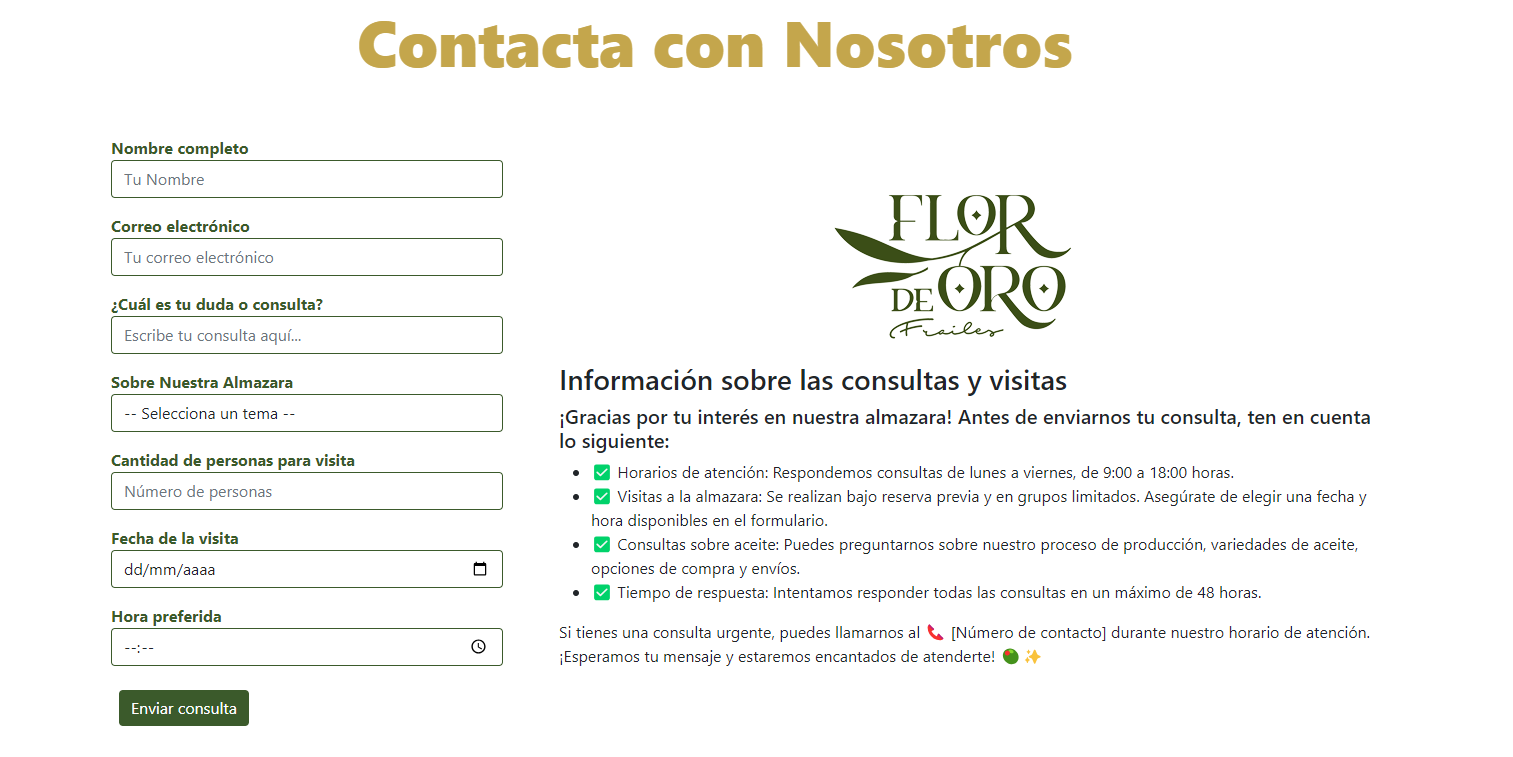 Contacta con Nosotros
Nombre completo
Tu Nombre
Correo electrónico
Tu correo electrónico
¿Cuál es tu duda o consulta?
Escribe tu consulta aquí...
Sobre Nuestra Almazara
-- Selecciona un tema --
Cantidad de personas para visita
Número de personas
Fecha de la visita
dd/mm/aaaa
Hora preferida
--:--
Enviar consulta
FLOR
DE ORO
Frailes
Información sobre las consultas y visitas
¡Gracias por tu interés en nuestra almazara! Antes de enviarnos tu consulta, ten en cuenta
lo siguiente:
• ✅ Horarios de atención: Respondemos consultas de lunes a viernes, de 9:00 a 18:00 horas.
• ✅ Visitas a la almazara: Se realizan bajo reserva previa y en grupos limitados. Asegúrate de elegir una fecha y
hora disponibles en el formulario.
• ✅ Consultas sobre aceite: Puedes preguntarnos sobre nuestro proceso de producción, variedades de aceite,
opciones de compra y envíos.
• ✅ Tiempo de respuesta: Intentamos responder todas las consultas en un máximo de 48 horas.
Si tienes una consulta urgente, puedes llamarnos al 📞 [Número de contacto] durante nuestro horario de atención.
¡Esperamos tu mensaje y estaremos encantados de atenderte! 🫒 ✨